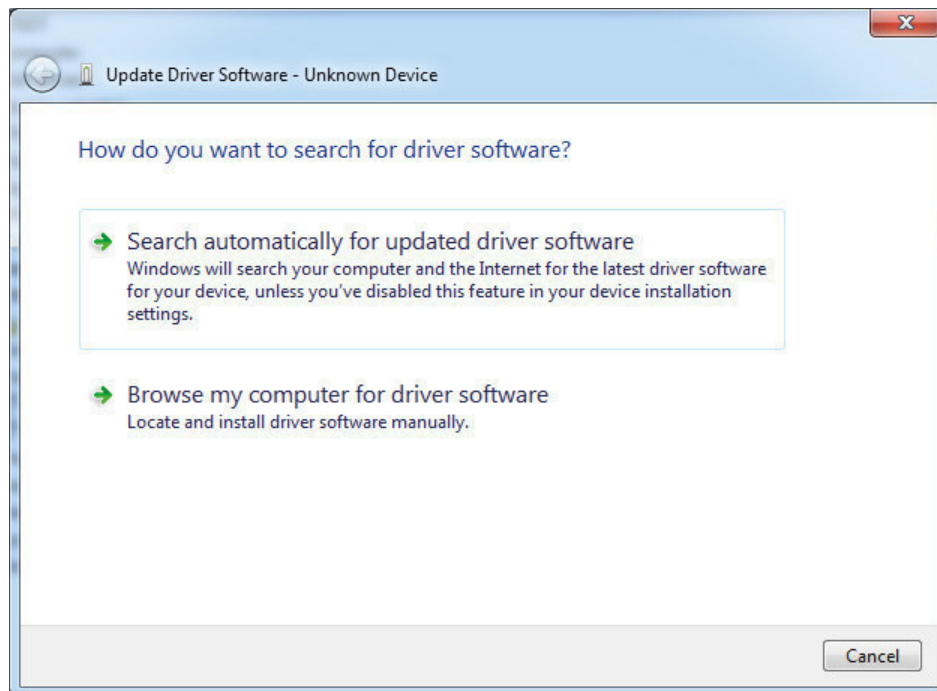 Update Driver Software - Unknown Device
How do you want to search for driver software?
Search automatically for updated driver software
Windows will search your computer and the Internet for the latest driver software
for your device, unless you've disabled this feature in your device installation
settings.
Browse my computer for driver software
Locate and install driver software manually.
Cancel